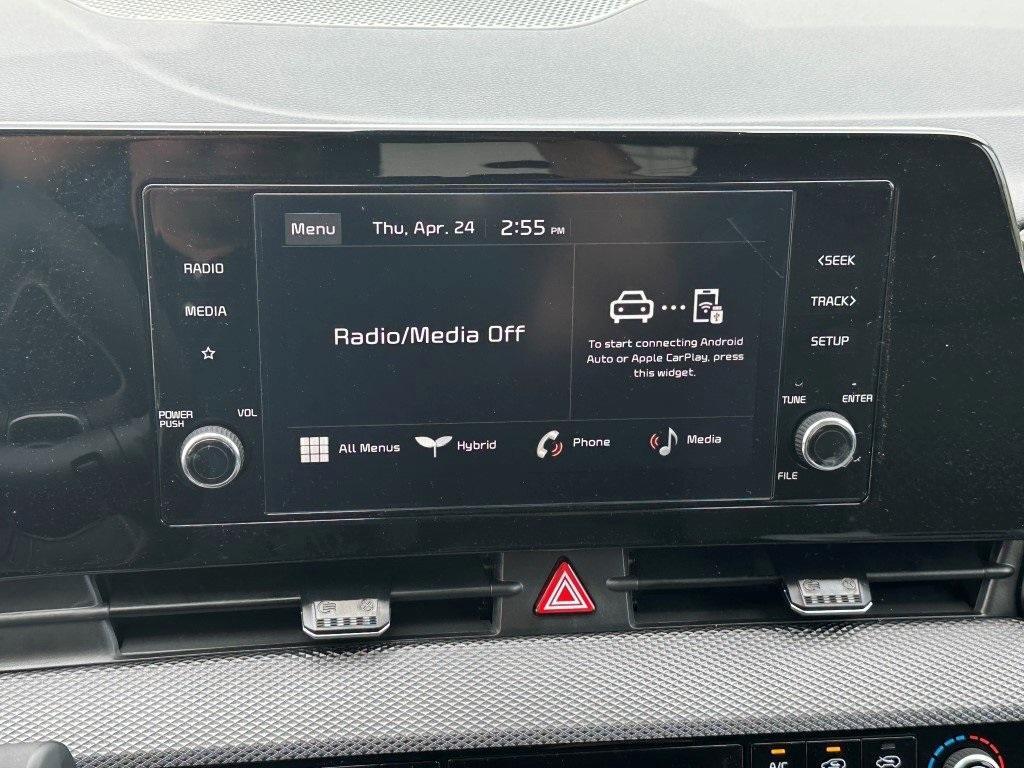 Menu Thu, Apr. 24 2:55 PM
RADIO
MEDIA
POWER
PUSH
VOL
Radio/Media Off
To start connecting Android
Auto or Apple CarPlay, press
this widget.
All Menus Hybrid Phone Media
<SEEK
TRACK>
SETUP
TUNE ENTER
FILE
A/C